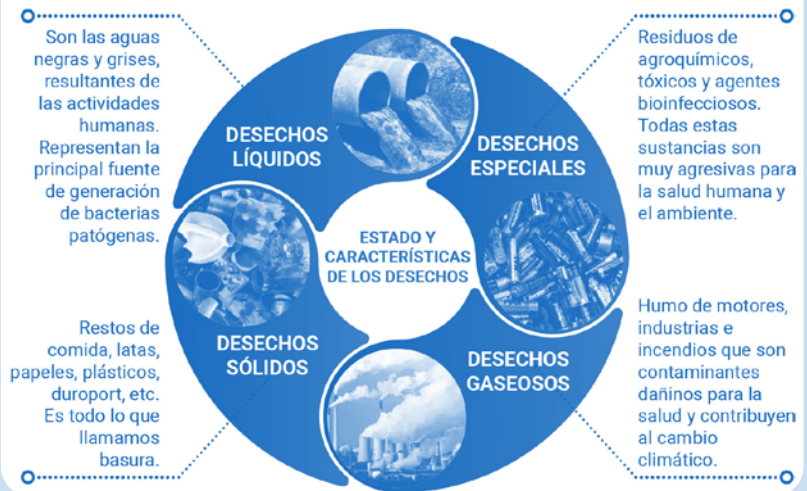 Son las aguas
negras y grises,
resultantes de
las actividades
humanas.
Representan la
principal fuente
de generación
de bacterias
patógenas.
DESECHOS
LÍQUIDOS
DESECHOS
ESPECIALES
Residuos de
agroquímicos,
tóxicos y agentes
bioinfecciosos.
Todas estas
sustancias son
muy agresivas para
la salud humana y
el ambiente.
ESTADO Y
CARACTERÍSTICAS
DE LOS DESECHOS
Restos de
comida, latas,
papeles, plásticos,
duroport, etc.
Es todo lo que
llamamos
basura.
DESECHOS
SÓLIDOS
DESECHOS
GASEOSOS
Humo de motores,
industrias e
incendios que son
contaminantes
dañinos para la
salud y contribuyen
al cambio
climático.